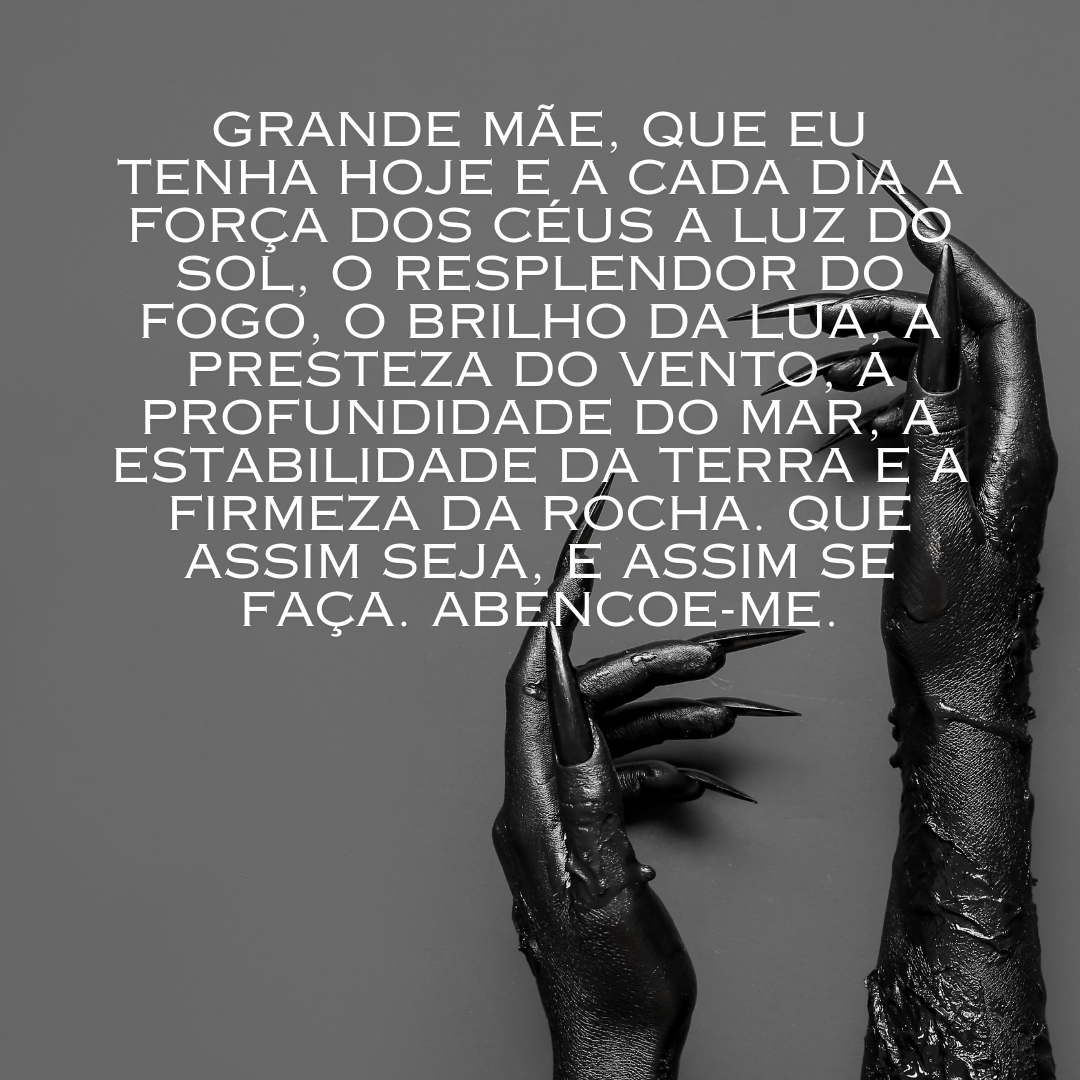 GRANDE MÃE, QUE EU
TENHA HOJE E A CADA DIA A
FORÇA DOS CÉUS A LUZ DO
SOL, O RESPLENDOR DO
FOGO, O BRILHO DA LUA, A
PRESTEZA DO VENTO, A
PROFUNDIDADE DO MAR, A
ESTABILIDADE DA TERRA E A
FIRMEZA DA ROCHA. QUE
ASSIM SEJA, E ASSIM SE
FAÇA. ABENCOE-ME.